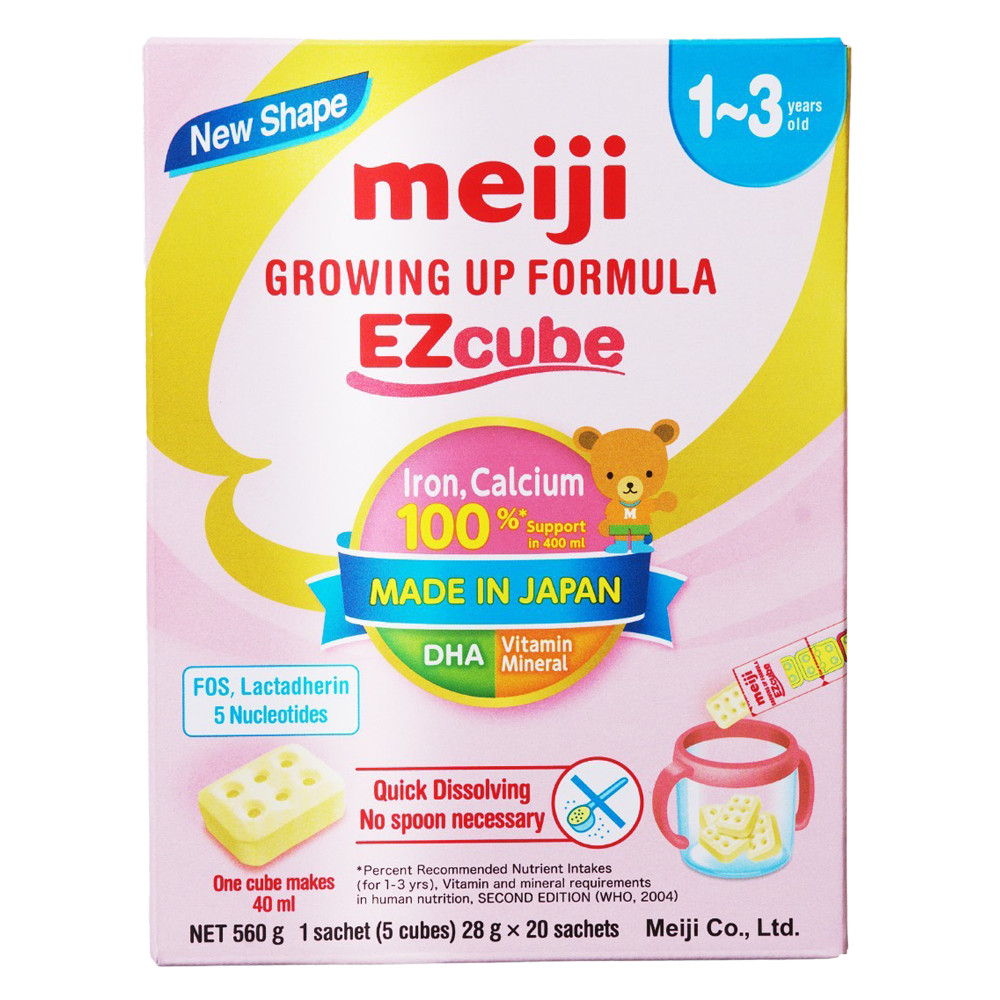 New Shape
1~3 years old
meiji
GROWING UP FORMULA
EZcube
Iron, Calcium
100%* Support
in 400 ml
M
MADE IN JAPAN
DHA
Vitamin
Mineral
FOS, Lactadherin
5 Nucleotides
meiji
EZcube
Quick Dissolving
No spoon necessary
One cube makes
40 ml
*Percent Recommended Nutrient Intakes
(for 1-3 yrs), Vitamin and mineral requirements
in human nutrition, SECOND EDITION (WHO, 2004)
NET 560 g 1 sachet (5 cubes) 28 g × 20 sachets Meiji Co., Ltd.